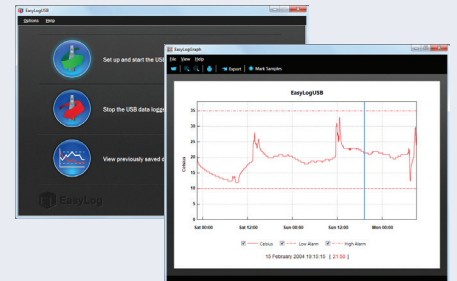 EasyLogUSB
Options Help
Set up and start the USB
Stop the USB data logge
View previously saved d
EasyLog
EasyLogGraph
File View Help
Export Mark Samples
EasyLogUSB
35
30
25
20
15
10
5
0
Celsius
Sat 00:00 Sat 12:00 Sun 00:00 Sun 12:00 Mon 00:00
Celsius Low Alarm High Alarm
15 February 2004 19:15:15 [ 21.50 ]